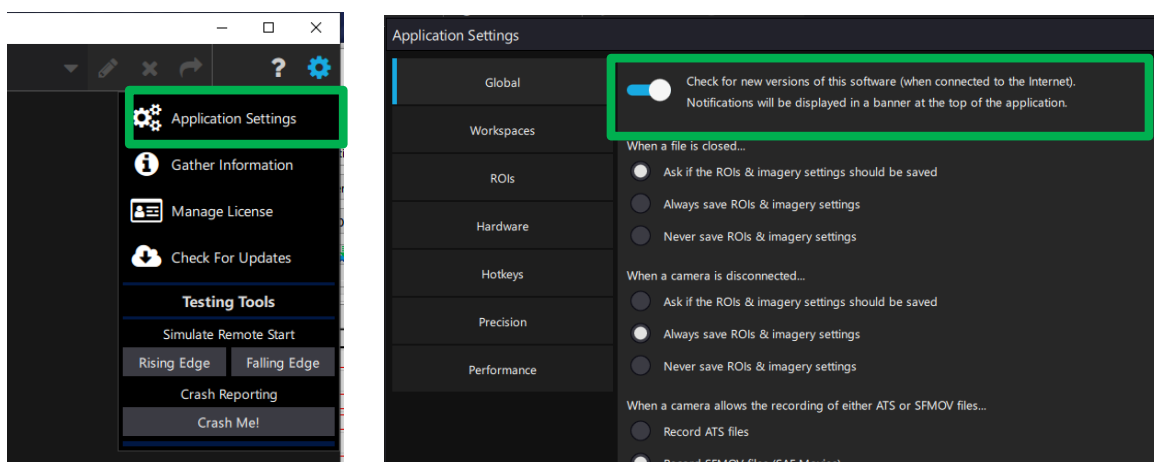 ?
Application Settings
Gather Information
Manage License
Check For Updates
Testing Tools
Simulate Remote Start
Rising Edge
Falling Edge
Crash Reporting
Crash Me!
Application Settings
Global
Workspaces
ROIs
Hardware
Hotkeys
Precision
Performance
Check for new versions of this software (when connected to the Internet).
Notifications will be displayed in a banner at the top of the application.
When a file is closed...
Ask if the ROIs & imagery settings should be saved
Always save ROIs & imagery settings
Never save ROIs & imagery settings
When a camera is disconnected...
Ask if the ROIs & imagery settings should be saved
Always save ROIs & imagery settings
Never save ROIs & imagery settings
When a camera allows the recording of either ATS or SFMOV files...
Record ATS files
Record SFMOV files (SAF Movies)